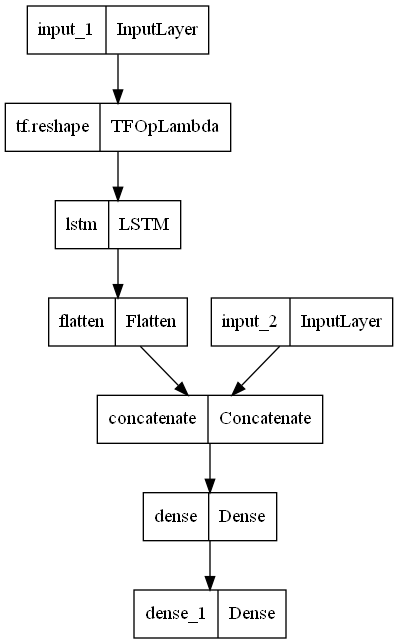 input_1 InputLayer
tf.reshape TFOpLambda
lstm LSTM
flatten Flatten
input_2 InputLayer
concatenate Concatenate
dense Dense
dense_1 Dense